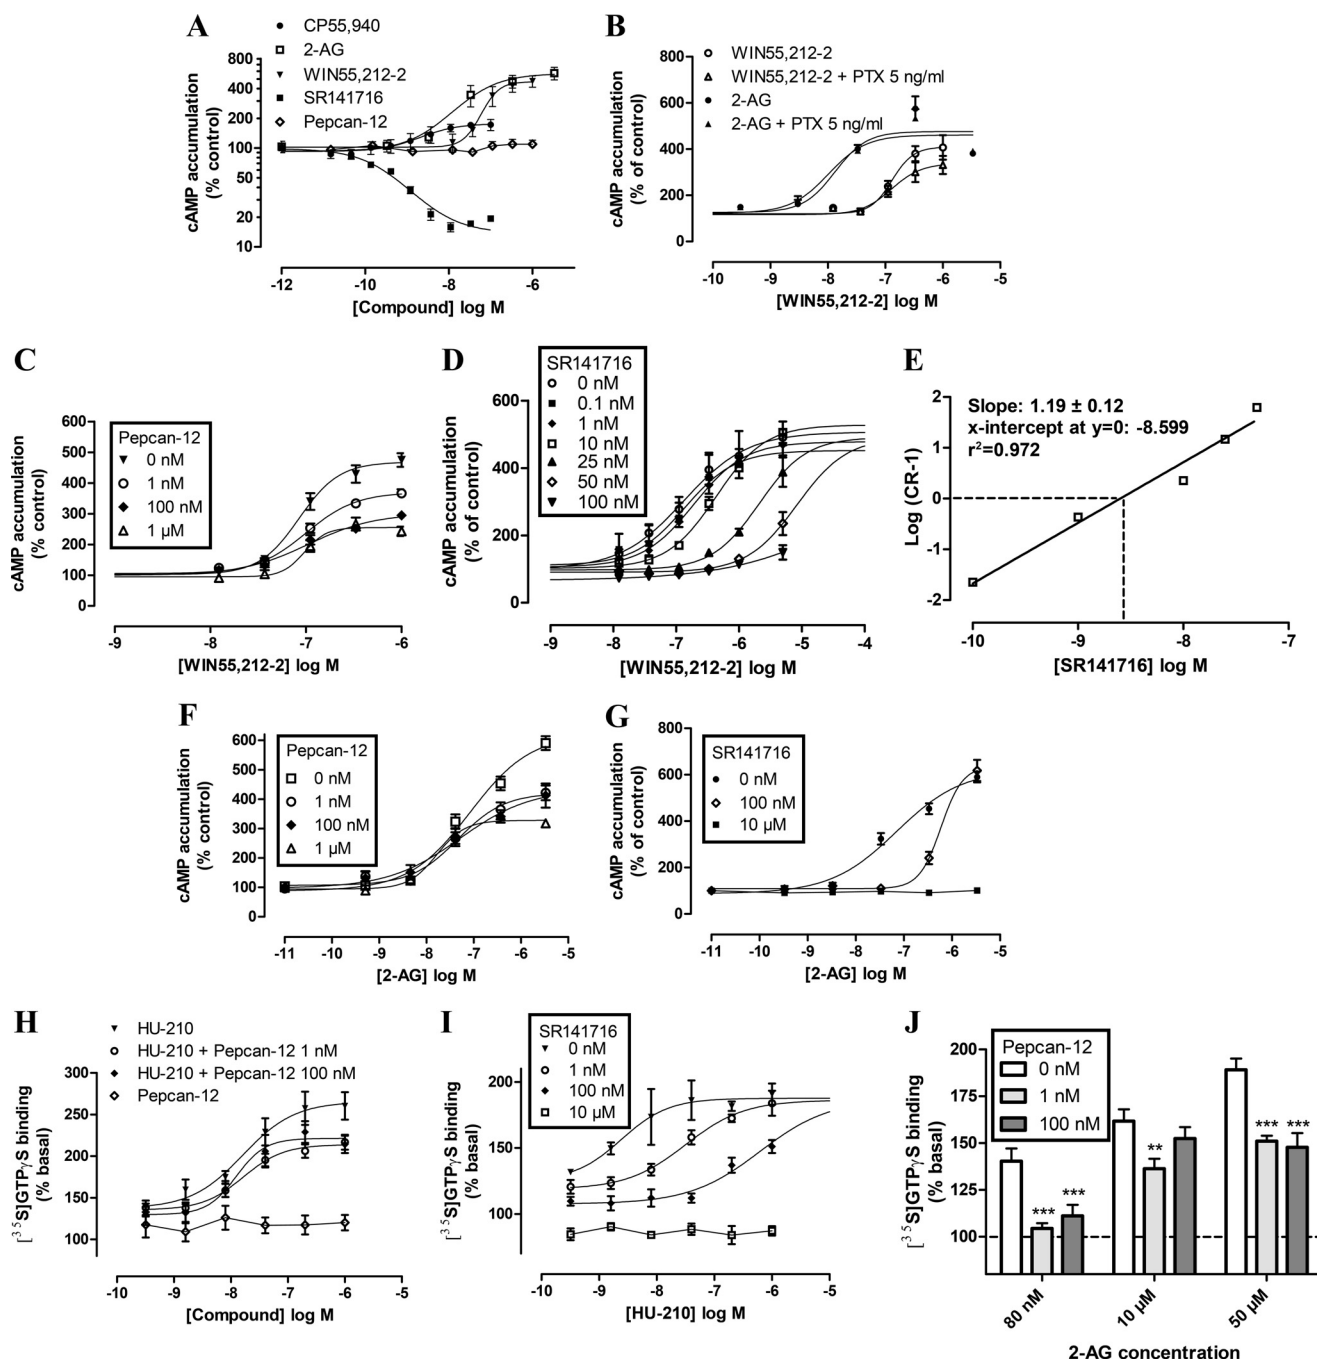 A
CP55,940
2-AG
WIN55,212-2
SR141716
Pepcan-12
cAMP accumulation
(% control)
800
400
200
100
50
20
10
-12
-10
-8
-6
[Compound] log M
B
WIN55,212-2
WIN55,212-2 + PTX 5 ng/ml
2-AG
2-AG + PTX 5 ng/ml
cAMP accumulation
(% of control)
800
600
400
200
0
-10
-9
-8
-7
-6
-5
[WIN55,212-2] log M
C
Pepcan-12
0 nM
1 nM
100 nM
1 µM
cAMP accumulation
(% control)
600
500
400
300
200
100
0
-9
-8
-7
-6
[WIN55,212-2] log M
D
SR141716
0 nM
0.1 nM
1 nM
10 nM
25 nM
50 nM
100 nM
cAMP accumulation
(% of control)
600
400
200
0
-9
-8
-7
-6
-5
-4
[WIN55,212-2] log M
E
Slope: 1.19 ± 0.12
x-intercept at y=0: -8.599
r²=0.972
Log (CR-1)
2
1
0
-1
-2
-10
-9
-8
-7
[SR141716] log M
F
Pepcan-12
0 nM
1 nM
100 nM
1 µM
cAMP accumulation
(% control)
600
500
400
300
200
100
0
-11
-10
-9
-8
-7
-6
-5
[2-AG] log M
G
SR141716
0 nM
100 nM
10 µM
cAMP accumulation
(% of control)
800
600
400
200
0
-11
-10
-9
-8
-7
-6
-5
[2-AG] log M
H
HU-210
HU-210 + Pepcan-12 1 nM
HU-210 + Pepcan-12 100 nM
Pepcan-12
[³⁵S]GTPγS binding
(% basal)
300
250
200
150
100
-10
-9
-8
-7
-6
-5
[Compound] log M
I
SR141716
0 nM
1 nM
100 nM
10 µM
[³⁵S]GTPγS binding
(% basal)
200
150
100
-10
-9
-8
-7
-6
-5
[HU-210] log M
J
Pepcan-12
0 nM
1 nM
100 nM
[³⁵S]GTPγS binding
(% basal)
200
175
150
125
100
*** ***
**
*** ***
80 nM
10 µM
50 µM
2-AG concentration